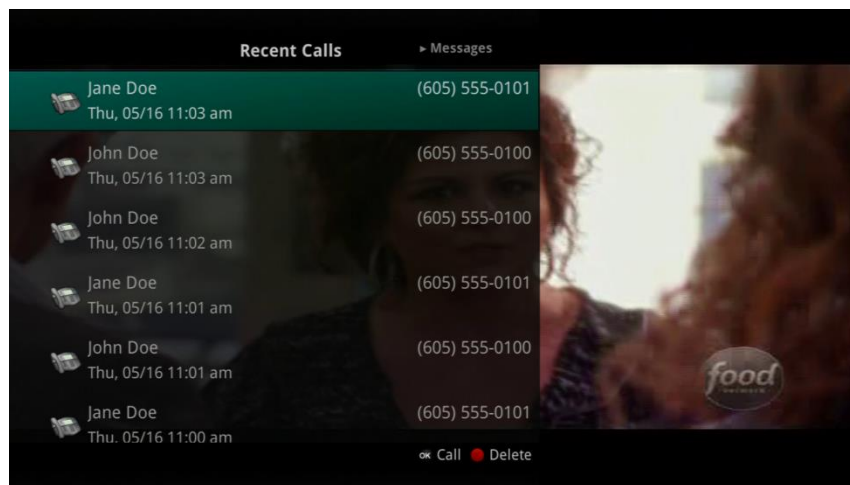 Recent Calls ▸ Messages
Jane Doe (605) 555-0101
Thu, 05/16 11:03 am
John Doe (605) 555-0100
Thu, 05/16 11:03 am
John Doe (605) 555-0100
Thu, 05/16 11:02 am
Jane Doe (605) 555-0101
Thu, 05/16 11:01 am
John Doe (605) 555-0100
Thu, 05/16 11:01 am
Jane Doe (605) 555-0101
Thu, 05/16 11:00 am
food
network
OK Call Delete